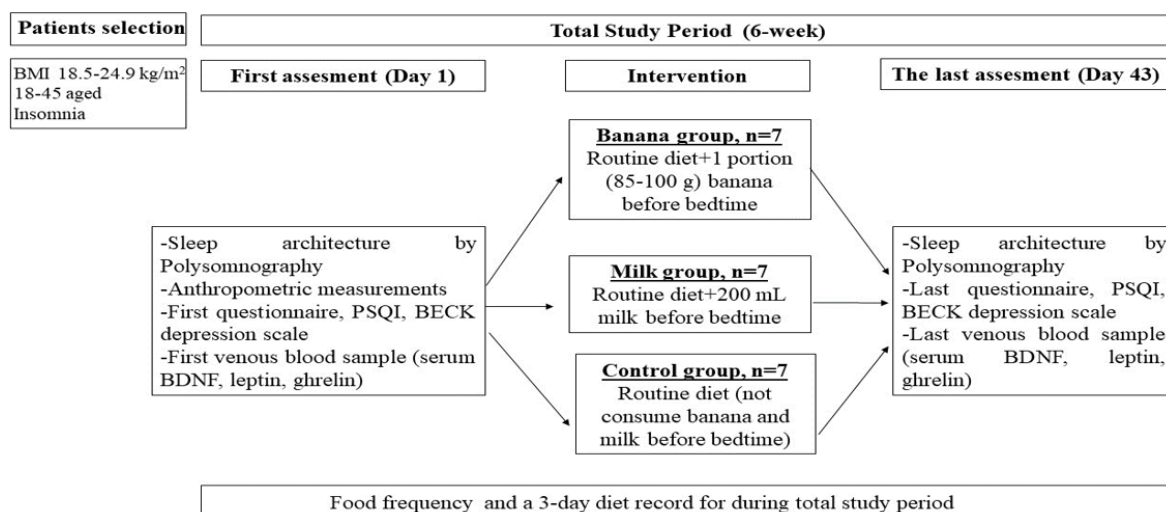 Patients selection
Total Study Period (6-week)
BMI 18.5-24.9 kg/m²
18-45 aged
Insomnia
First assesment (Day 1)
Intervention
The last assesment (Day 43)
Banana group, n=7
Routine diet+1 portion
(85-100 g) banana
before bedtime
-Sleep architecture by
Polysomnography
-Anthropometric measurements
-First questionnaire, PSQI, BECK
depression scale
-First venous blood sample (serum
BDNF, leptin, ghrelin)
Milk group, n=7
Routine diet+200 mL
milk before bedtime
Control group, n=7
Routine diet (not
consume banana and
milk before bedtime)
-Sleep architecture by
Polysomnography
-Last questionnaire, PSQI,
BECK depression scale
-Last venous blood sample
(serum BDNF, leptin,
ghrelin)
Food frequency and a 3-day diet record for during total study period